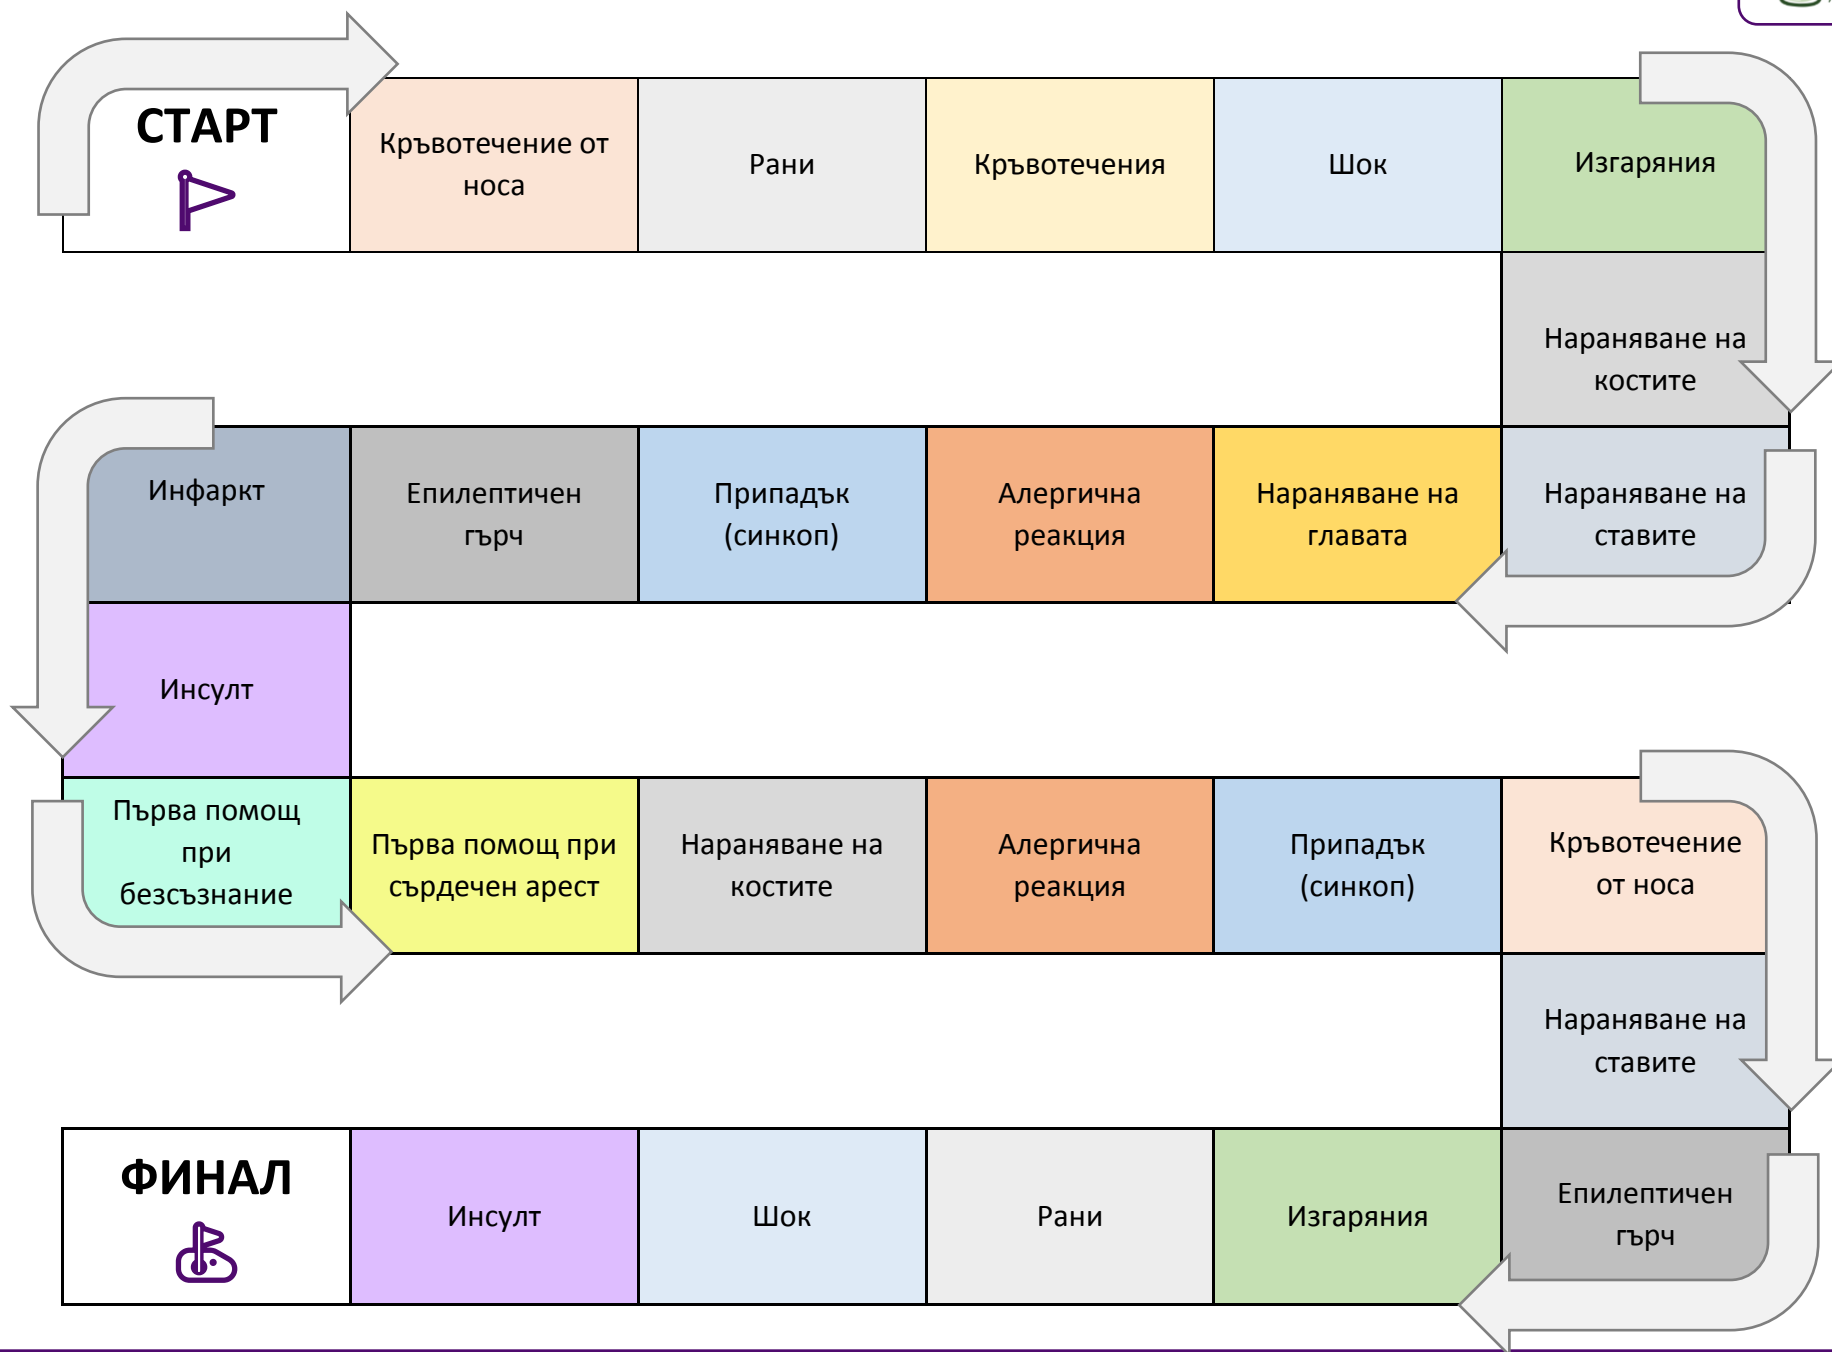 СТАРТ
Кръвотечение от
носа
Рани
Кръвотечения
Шок
Изгаряния
Нараняване на
костите
Инфаркт
Епилептичен
гърч
Припадък
(синкоп)
Алергична
реакция
Нараняване на
главата
Нараняване на
ставите
Инсулт
Първа помощ
при
безсъзнание
Първа помощ при
сърдечен арест
Нараняване на
костите
Алергична
реакция
Припадък
(синкоп)
Кръвотечение
от носа
Нараняване на
ставите
ФИНАЛ
Инсулт
Шок
Рани
Изгаряния
Епилептичен
гърч